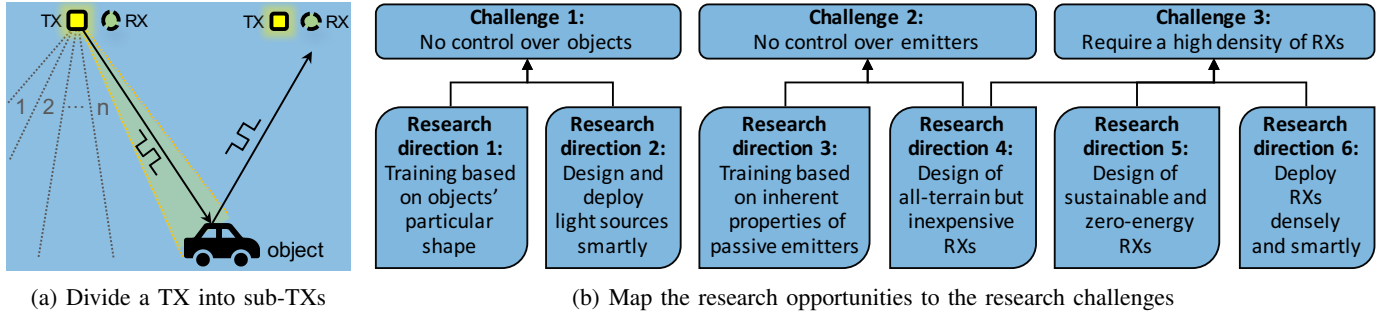 TX RX
TX RX
1 2 ····· n
object
(a) Divide a TX into sub-TXs
Challenge 1:
No control over objects
Challenge 2:
No control over emitters
Challenge 3:
Require a high density of RXs
Research
direction 1:
Training based
on objects’
particular
shape
Research
direction 2:
Design and
deploy
light sources
smartly
Research
direction 3:
Training based
on inherent
properties of
passive emitters
Research
direction 4:
Design of
all-terrain but
inexpensive
RXs
Research
direction 5:
Design of
sustainable and
zero-energy
RXs
Research
direction 6:
Deploy
RXs
densely
and smartly
(b) Map the research opportunities to the research challenges